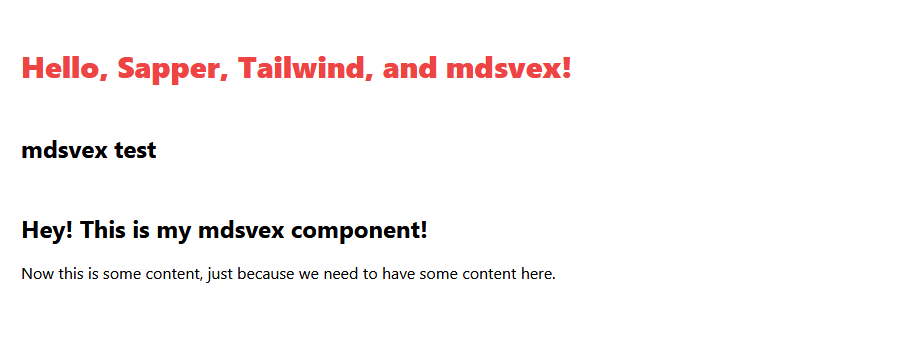 Hello, Sapper, Tailwind, and mdsvex!
mdsvex test
Hey! This is my mdsvex component!
Now this is some content, just because we need to have some content here.